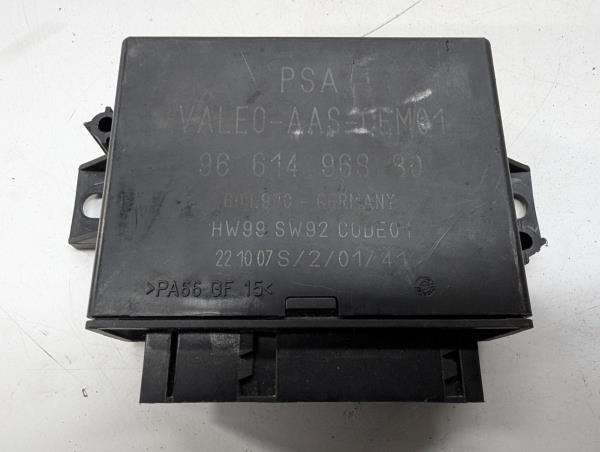 PSA
VALEO-AAS-DEM01
96 614 968 80
GERMANY
HW99 SW92 CODE01
22 10 07 S/2/01/41
>PA66 GF 15<